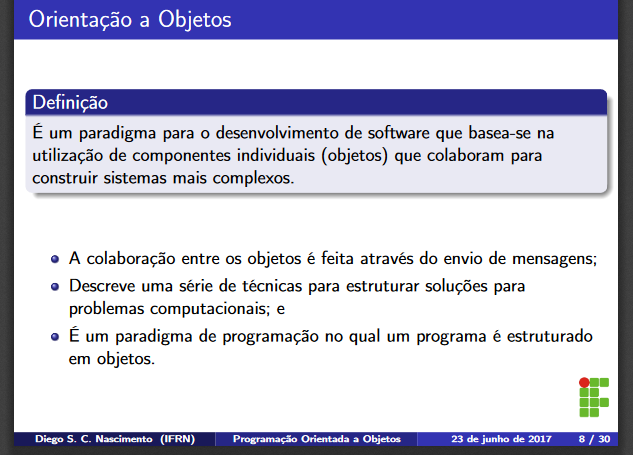 Orientação a Objetos
Definição
É um paradigma para o desenvolvimento de software que basea-se na
utilização de componentes individuais (objetos) que colaboram para
construir sistemas mais complexos.
A colaboração entre os objetos é feita através do envio de mensagens;
Descreve uma série de técnicas para estruturar soluções para
problemas computacionais; e
É um paradigma de programação no qual um programa é estruturado
em objetos.
Diego S. C. Nascimento (IFRN) Programação Orientada a Objetos 23 de junho de 2017 8 / 30